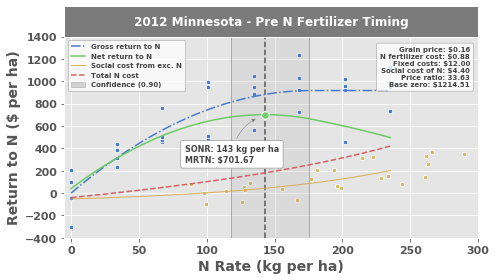 2012 Minnesota - Pre N Fertilizer Timing
Return to N ($ per ha)
1400
1200
1000
800
600
400
200
0
−200
−400
Gross return to N
Net return to N
Social cost from exc. N
Total N cost
Confidence (0.90)
Grain price: $0.16
N fertilizer cost: $0.88
Fixed costs: $12.00
Social cost of N: $4.40
Price ratio: 33.63
Base zero: $1214.51
SONR: 143 kg per ha
MRTN: $701.67
0
50
100
150
200
250
300
N Rate (kg per ha)